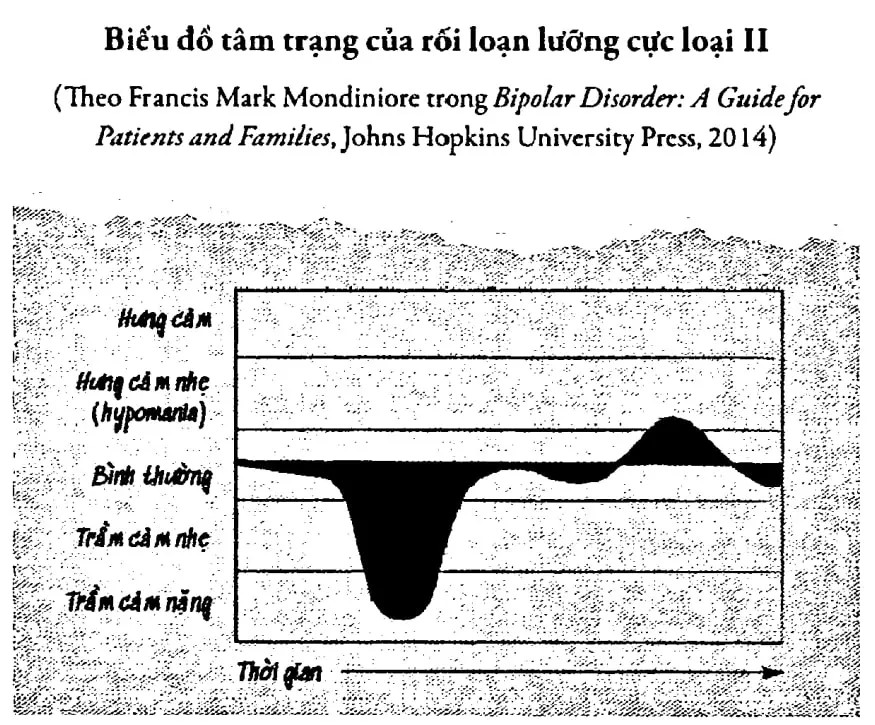 Biểu đồ tâm trạng của rối loạn lưỡng cực loại II
(Theo Francis Mark Mondiniore trong Bipolar Disorder: A Guide for
Patients and Families, Johns Hopkins University Press, 2014)
Hưng cảm
Hưng cảm nhẹ
(hypomania)
Bình thường
Trầm cảm nhẹ
Trầm cảm nặng
Thời gian